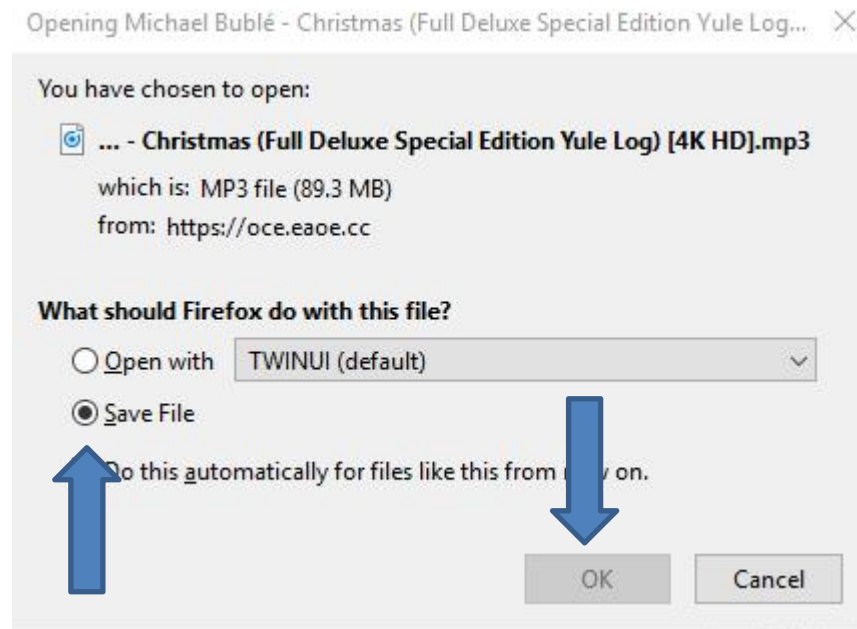 Opening Michael Bublé - Christmas (Full Deluxe Special Edition Yule Log...
You have chosen to open:
... - Christmas (Full Deluxe Special Edition Yule Log) [4K HD].mp3
which is: MP3 file (89.3 MB)
from: https://oce.eaoe.cc
What should Firefox do with this file?
Open with TWINUI (default)
Save File
this automatically for files like this from on.
OK Cancel